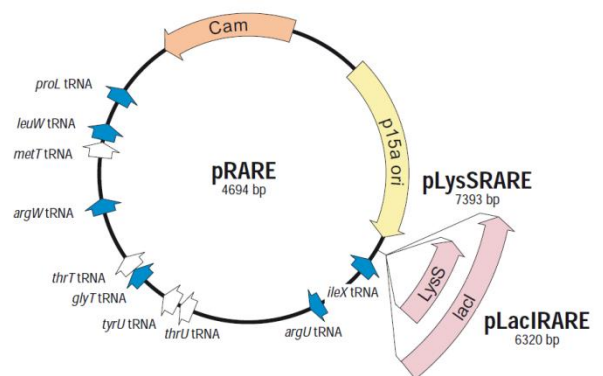 Cam
p15a ori
proL tRNA
leuW tRNA
metT tRNA
argW tRNA
thrT tRNA
glyT tRNA
tyrU tRNA
thrU tRNA
argU tRNA
ileX tRNA
pRARE
4694 bp
pLysSRARE
7393 bp
LysS
lacI
pLacIRARE
6320 bp